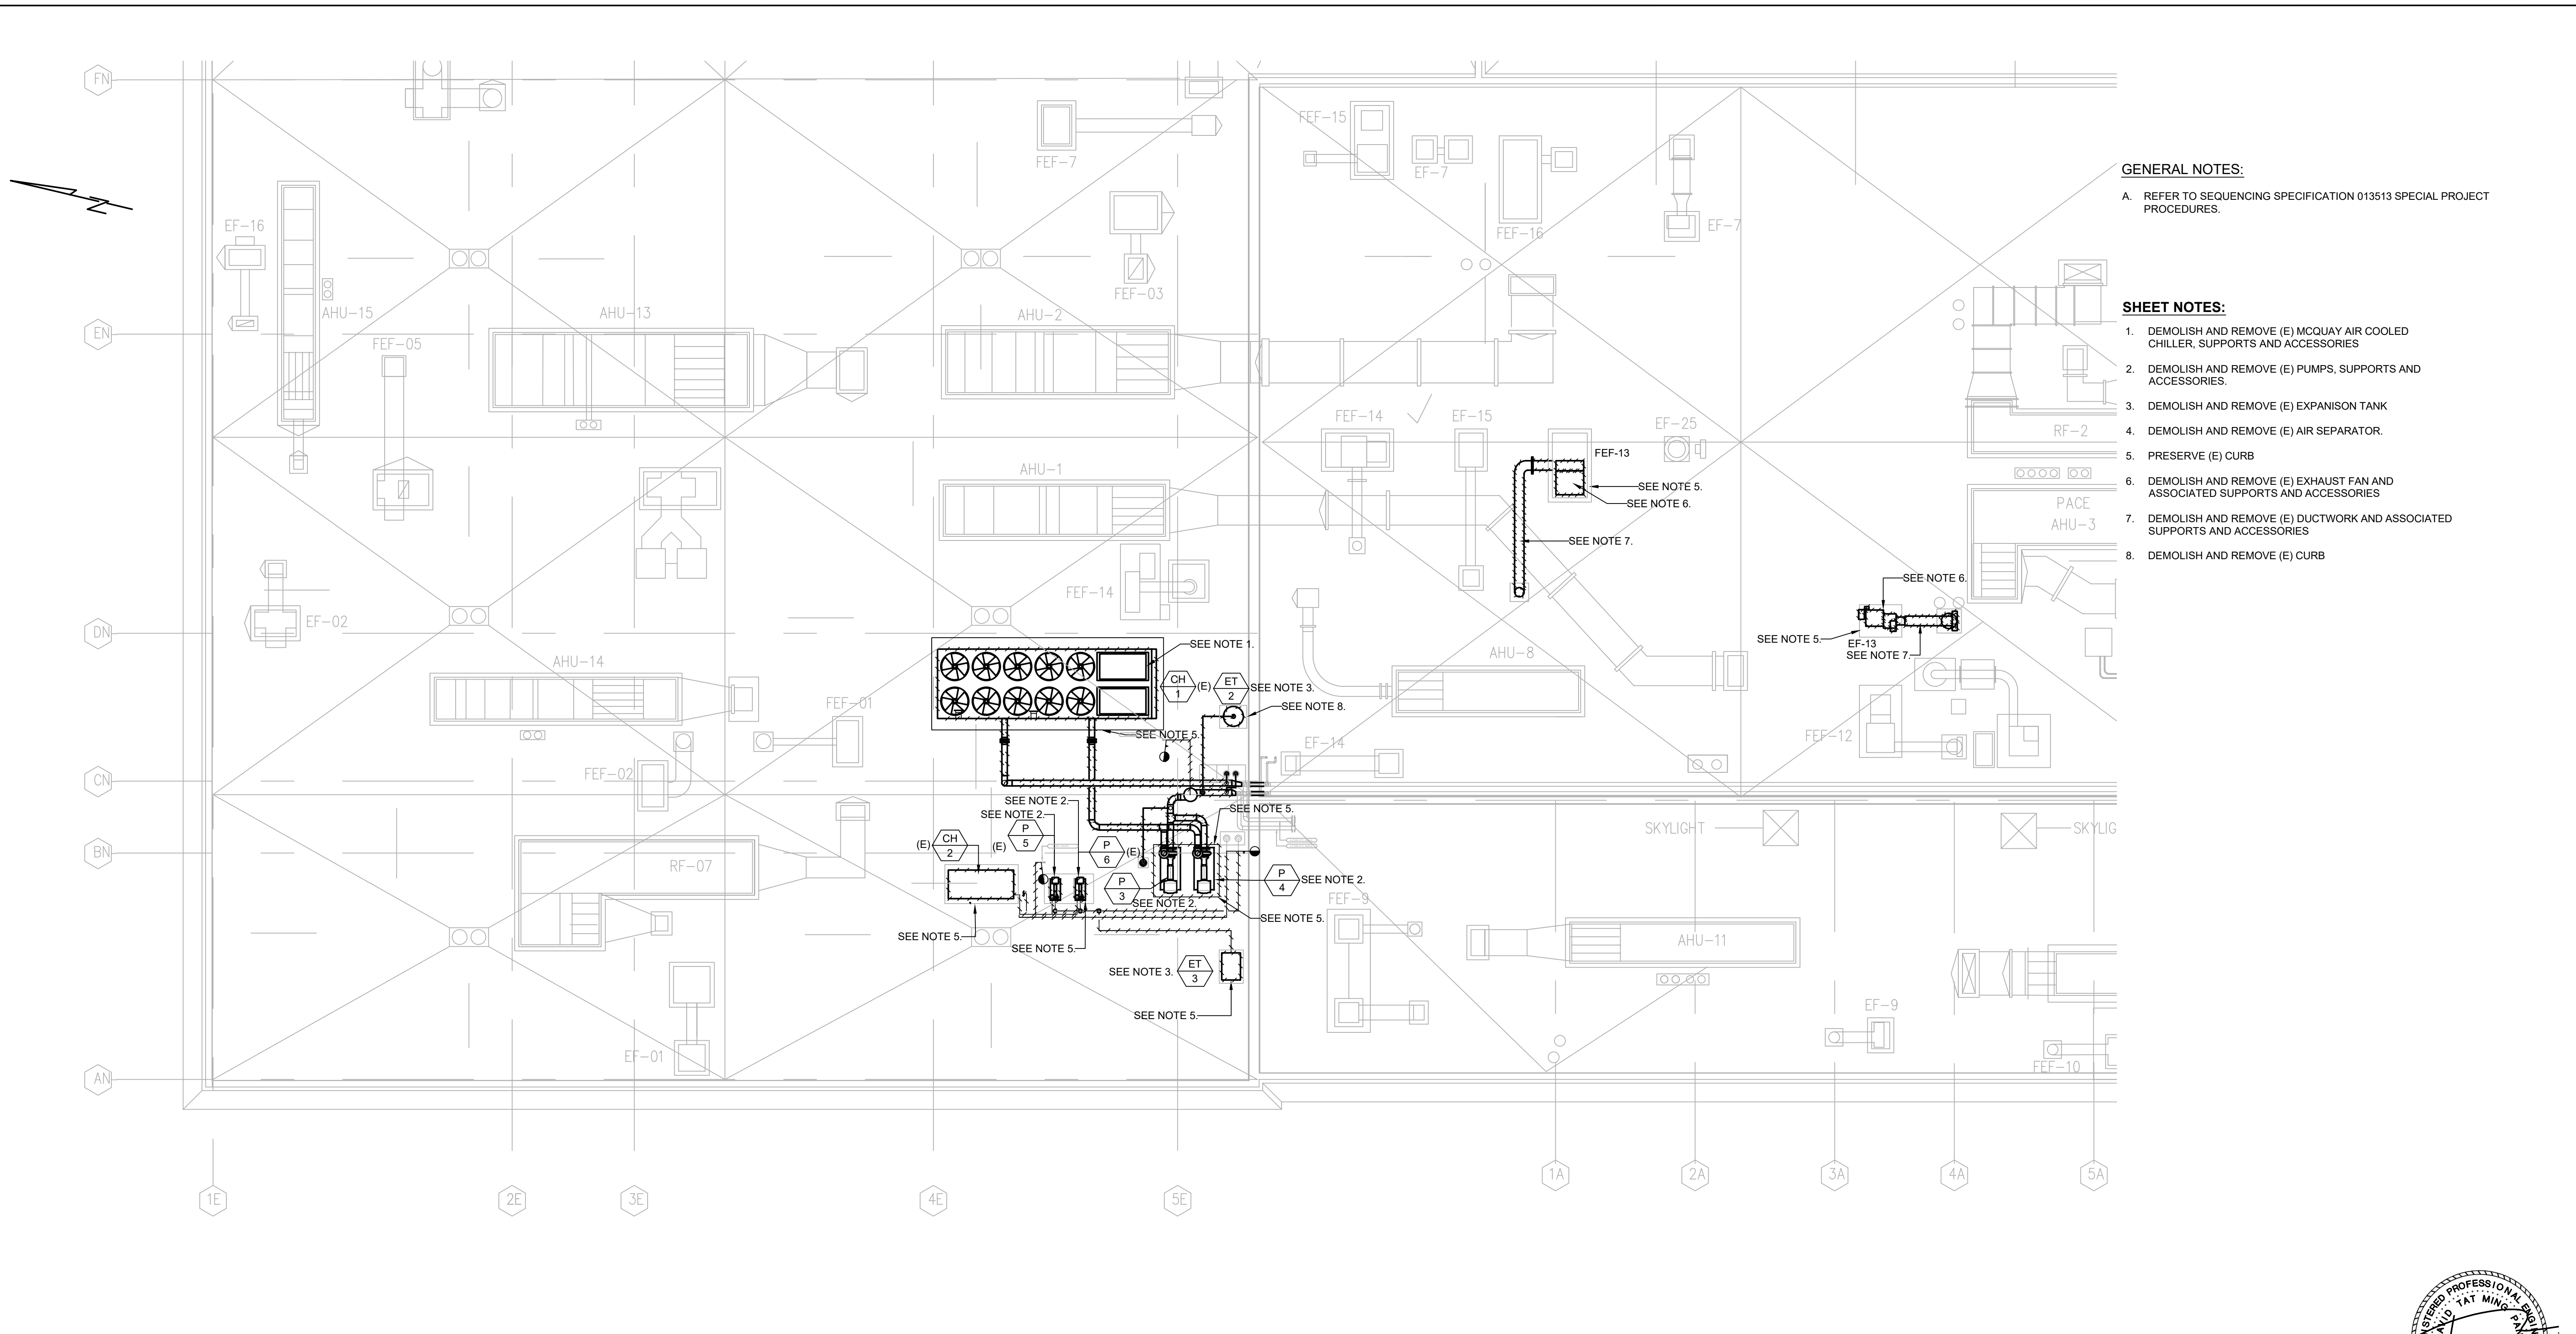 FN
FEF-7
FEF-15
EF-7
FEF-16
EF-7
GENERAL NOTES:
A. REFER TO SEQUENCING SPECIFICATION 013513 SPECIAL PROJECT
PROCEDURES.
EF-16
AHU-15
AHU-13
AHU-2
FEF-03
EN
FEF-05
SHEET NOTES:
1. DEMOLISH AND REMOVE (E) MCQUAY AIR COOLED
CHILLER, SUPPORTS AND ACCESSORIES
2. DEMOLISH AND REMOVE (E) PUMPS, SUPPORTS AND
ACCESSORIES.
3. DEMOLISH AND REMOVE (E) EXPANISON TANK
4. DEMOLISH AND REMOVE (E) AIR SEPARATOR.
5. PRESERVE (E) CURB
6. DEMOLISH AND REMOVE (E) EXHAUST FAN AND
ASSOCIATED SUPPORTS AND ACCESSORIES
7. DEMOLISH AND REMOVE (E) DUCTWORK AND ASSOCIATED
SUPPORTS AND ACCESSORIES
8. DEMOLISH AND REMOVE (E) CURB
FEF-14
EF-15
EF-25
RF-2
AHU-1
FEF-13
SEE NOTE 5.
SEE NOTE 6.
SEE NOTE 7.
PACE
AHU-3
FEF-14
EF-02
DN
SEE NOTE 6.
SEE NOTE 5.
EF-13
SEE NOTE 7.
AHU-14
SEE NOTE 1.
AHU-8
CH
1
(E)
ET
2
SEE NOTE 3.
SEE NOTE 8.
FEF-01
SEE NOTE 5.
EF-14
FEF-12
FEF-02
CN
SEE NOTE 2.
SEE NOTE 2.
SEE NOTE 5.
SKYLIGHT
SKYLIG
BN
RF-07
(E)
CH
2
(E)
P
5
P
6
(E)
P
3
SEE NOTE 2.
P
4
SEE NOTE 2.
SEE NOTE 5.
FEF-9
SEE NOTE 5.
SEE NOTE 5.
AHU-11
SEE NOTE 3.
ET
3
SEE NOTE 5.
EF-9
EF-01
FEF-10
AN
1E
2E
3E
4E
5E
1A
2A
3A
4A
5A
PROFESSIONAL
TAT MING